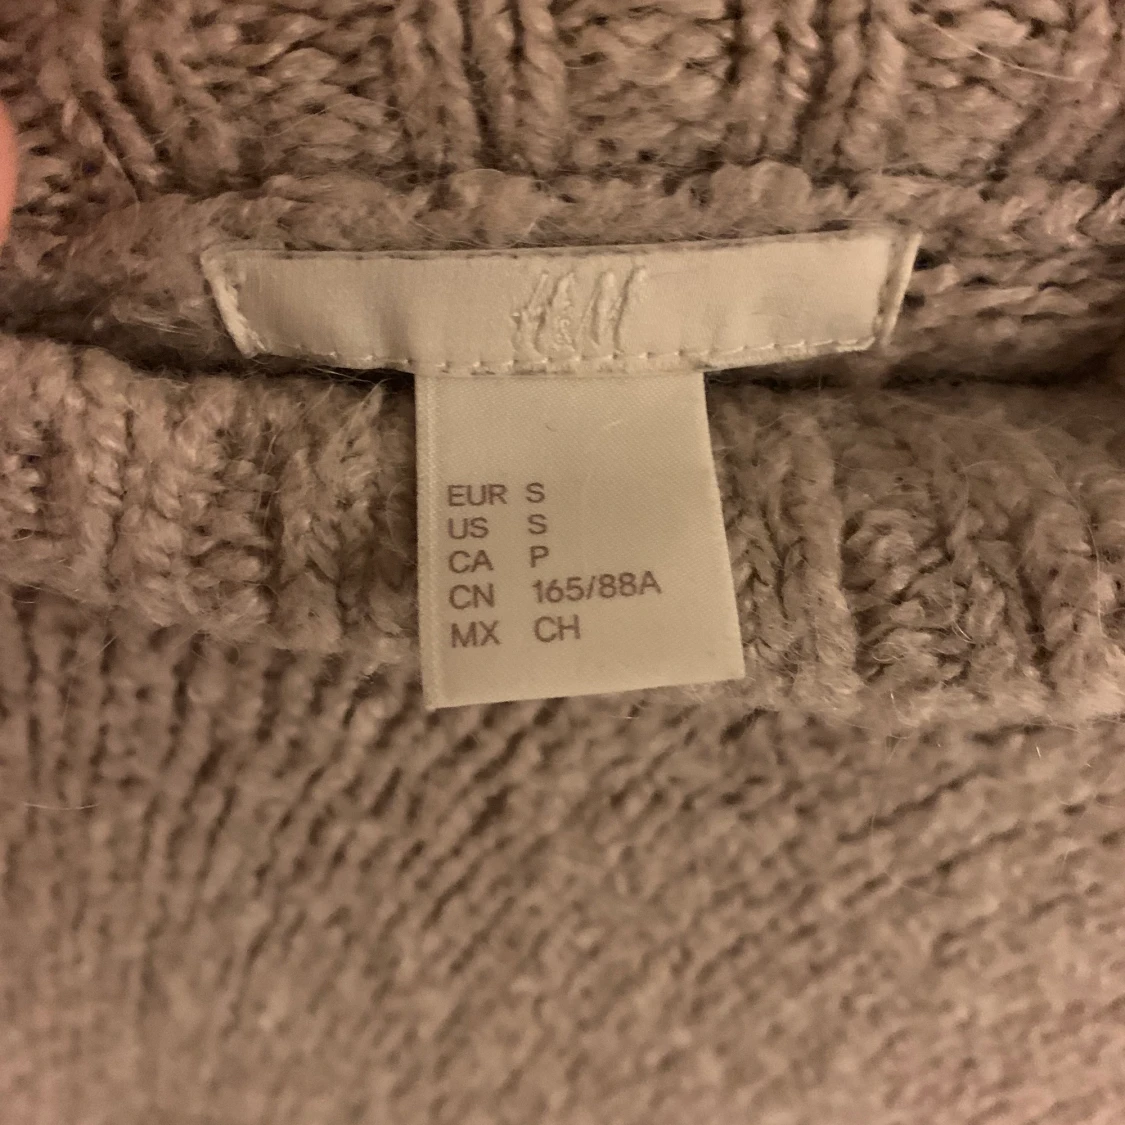 H&M
EUR S
US S
CA P
CN 165/88A
MX CH